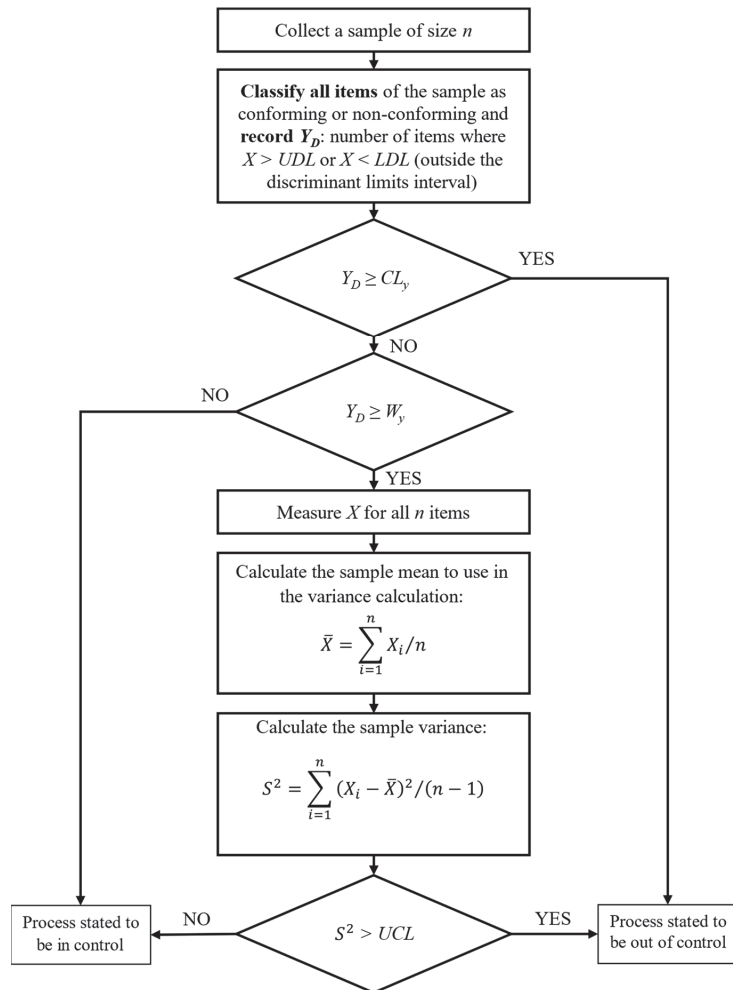 Collect a sample of size n
Classify all items of the sample as
conforming or non-conforming and
record Y_D: number of items where
X > UDL or X < LDL (outside the
discriminant limits interval)
Y_D ≥ CL_y
YES
NO
Y_D ≥ W_y
NO
YES
Measure X for all n items
Calculate the sample mean to use in
the variance calculation:
X̄ = ∑_{i=1}^{n} X_i/n
Calculate the sample variance:
S² = ∑_{i=1}^{n} (X_i − X̄)²/(n − 1)
Process stated to
be in control
NO
S² > UCL
YES
Process stated to
be out of control